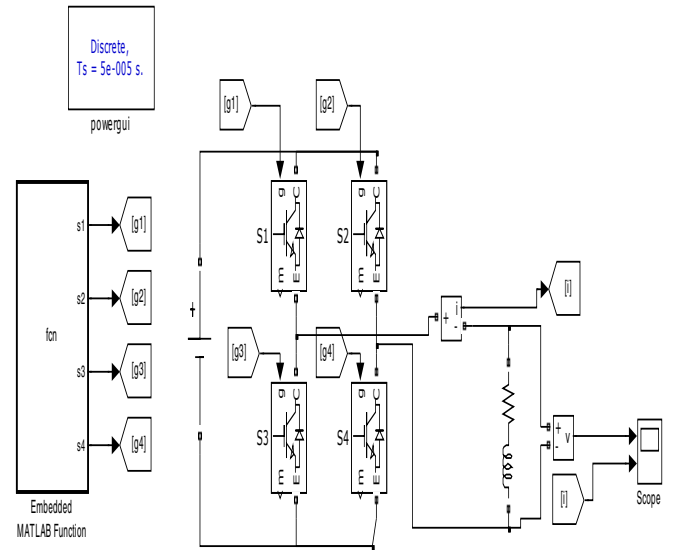 Discrete,
Ts = 5e-005 s.
powergui
[g1]
[g2]
g
C
S1
m
E
g
C
S2
m
E
s1
[g1]
s2
[g2]
fcn
s3
[g3]
s4
[g4]
Embedded
MATLAB Function
+
i
+
-
[i]
[g3]
[g4]
g
C
S3
m
E
g
C
S4
m
E
+
-
v
[i]
Scope